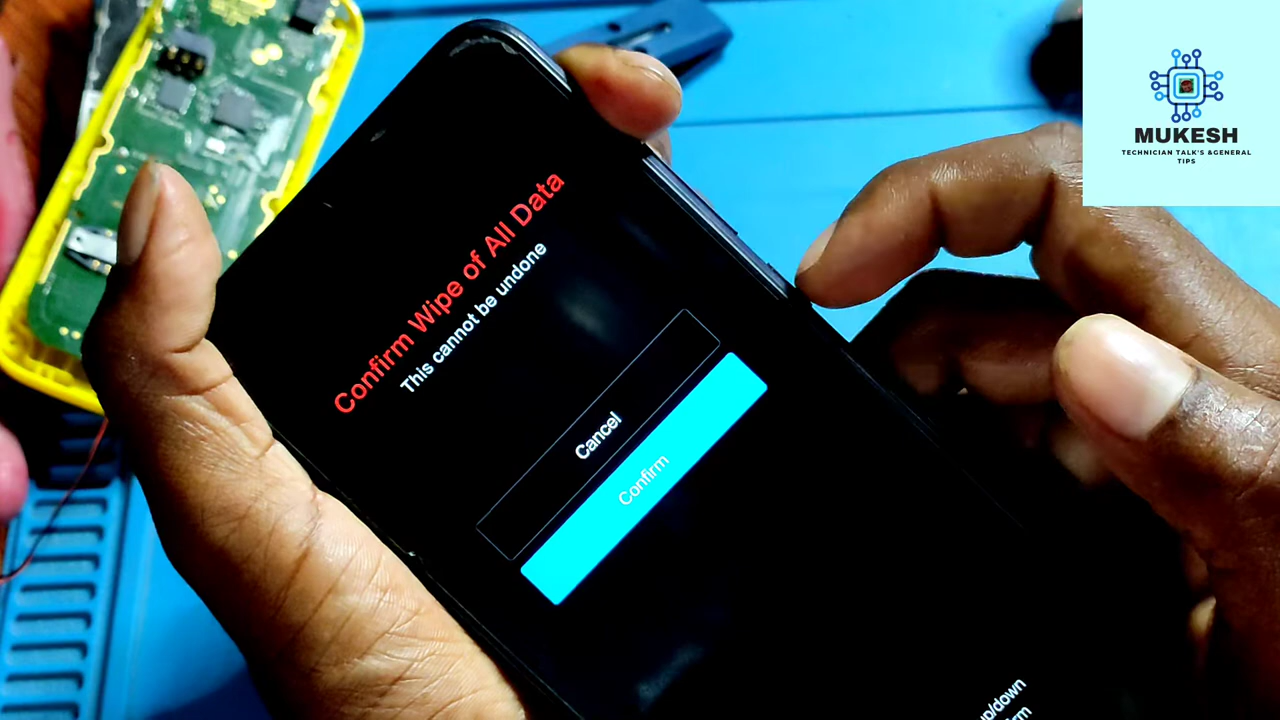 MUKESH
TECHNICIAN TALK'S &GENERAL
TIPS
Confirm Wipe of All Data
This cannot be undone
Cancel
Confirm